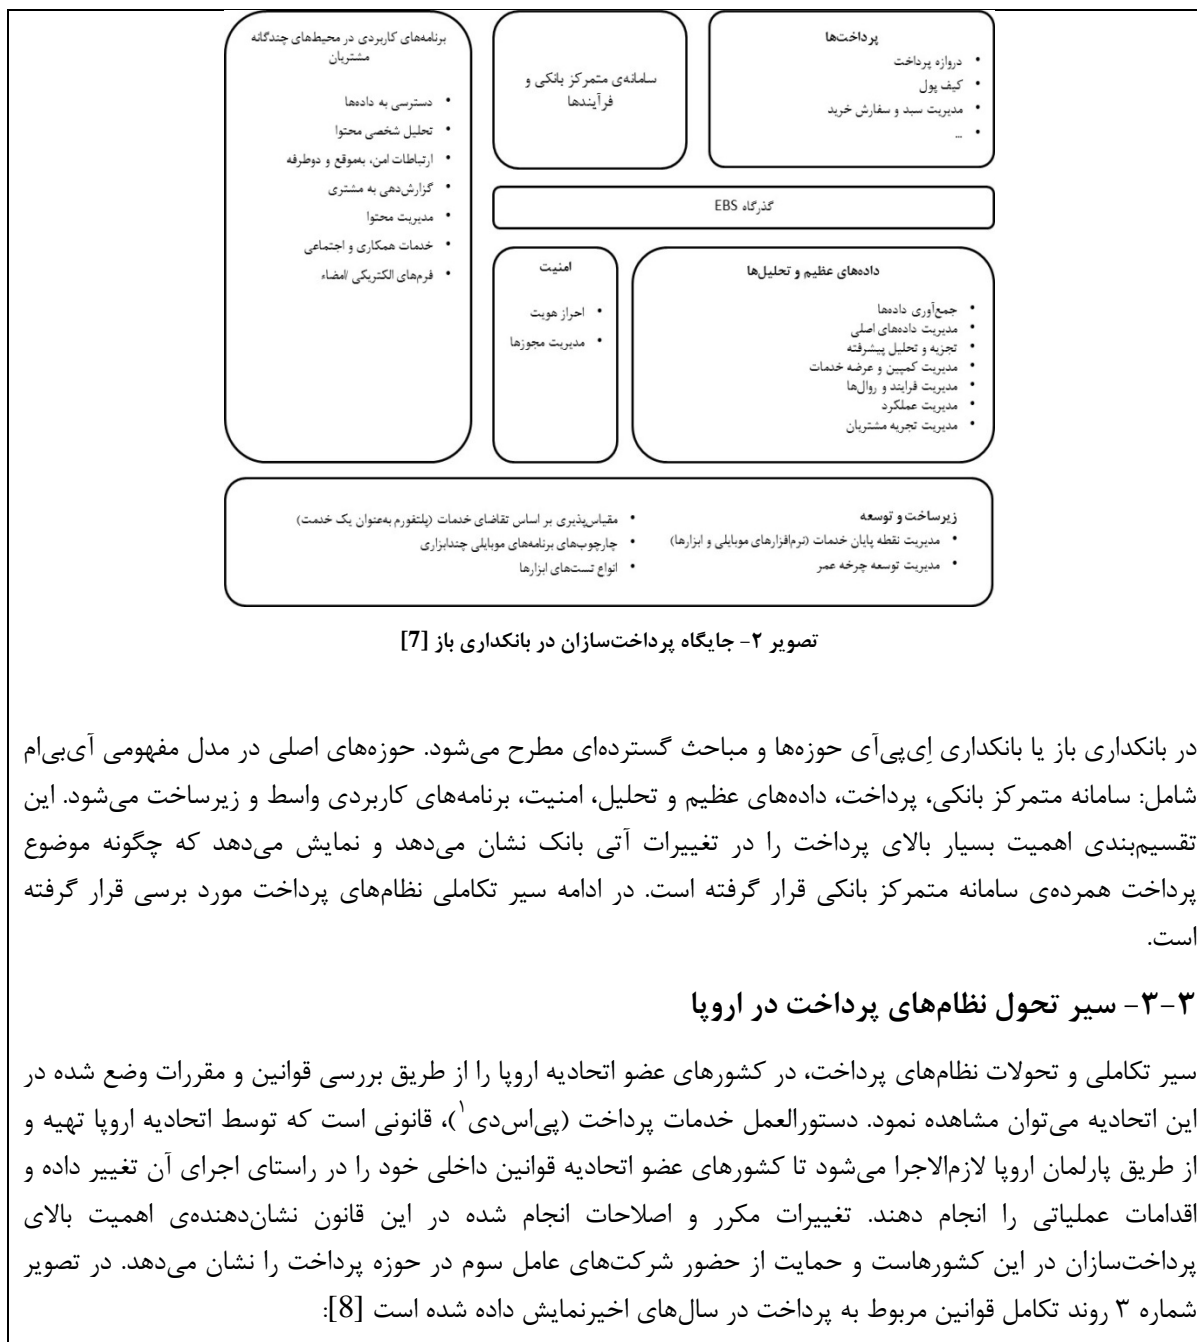 پرداخت‌ها
• دروازه پرداخت
• کیف پول
• مدیریت سبد و سفارش خرید
• ...
سامانه‌ی متمرکز بانکی و
فرآیندها
برنامه‌های کاربردی در محیط‌های چندگانه
مشتریان
• دسترسی به داده‌ها
• تحلیل شخصی محتوا
• ارتباطات امن، به‌موقع و دوطرفه
• گزارش‌دهی به مشتری
• مدیریت محتوا
• خدمات همکاری و اجتماعی
• فرم‌های الکتریکی /امضاء
گذرگاه EBS
داده‌های عظیم و تحلیل‌ها
• جمع‌آوری داده‌ها
• مدیریت داده‌های اصلی
• تجزیه و تحلیل پیشرفته
• مدیریت کمپین و عرضه خدمات
• مدیریت فرایند و روال‌ها
• مدیریت عملکرد
• مدیریت تجربه مشتریان
امنیت
• احراز هویت
• مدیریت مجوزها
زیرساخت و توسعه
• مدیریت نقطه پایان خدمات (نرم‌افزارهای موبایلی و ابزارها)
• مدیریت توسعه چرخه عمر
• مقیاس‌پذیری بر اساس تقاضای خدمات (پلتفورم به‌عنوان یک خدمت)
• چارچوب‌های برنامه‌های موبایلی چندابزاری
• انواع تست‌های ابزارها
تصویر ۲- جایگاه پرداخت‌سازان در بانکداری باز [7]
در بانکداری باز یا بانکداری اِی‌پی‌آی حوزه‌ها و مباحث گسترده‌ای مطرح می‌شود. حوزه‌های اصلی در مدل مفهومی آی‌بی‌ام
شامل: سامانه متمرکز بانکی، پرداخت، داده‌های عظیم و تحلیل، امنیت، برنامه‌های کاربردی واسط و زیرساخت می‌شود. این
تقسیم‌بندی اهمیت بسیار بالای پرداخت را در تغییرات آتی بانک نشان می‌دهد و نمایش می‌دهد که چگونه موضوع
پرداخت همرده‌ی سامانه متمرکز بانکی قرار گرفته است. در ادامه سیر تکاملی نظام‌های پرداخت مورد برسی قرار گرفته
است.
۳-۳- سیر تحول نظام‌های پرداخت در اروپا
سیر تکاملی و تحولات نظام‌های پرداخت، در کشورهای عضو اتحادیه اروپا را از طریق بررسی قوانین و مقررات وضع شده در
این اتحادیه می‌توان مشاهده نمود. دستورالعمل خدمات پرداخت (پی‌اس‌دی۱)، قانونی است که توسط اتحادیه اروپا تهیه و
از طریق پارلمان اروپا لازم‌الاجرا می‌شود تا کشورهای عضو اتحادیه قوانین داخلی خود را در راستای اجرای آن تغییر داده و
اقدامات عملیاتی را انجام دهند. تغییرات مکرر و اصلاحات انجام شده در این قانون نشان‌دهنده‌ی اهمیت بالای
پرداخت‌سازان در این کشورهاست و حمایت از حضور شرکت‌های عامل سوم در حوزه پرداخت را نشان می‌دهد. در تصویر
شماره ۳ روند تکامل قوانین مربوط به پرداخت در سال‌های اخیرنمایش داده شده است [8]: